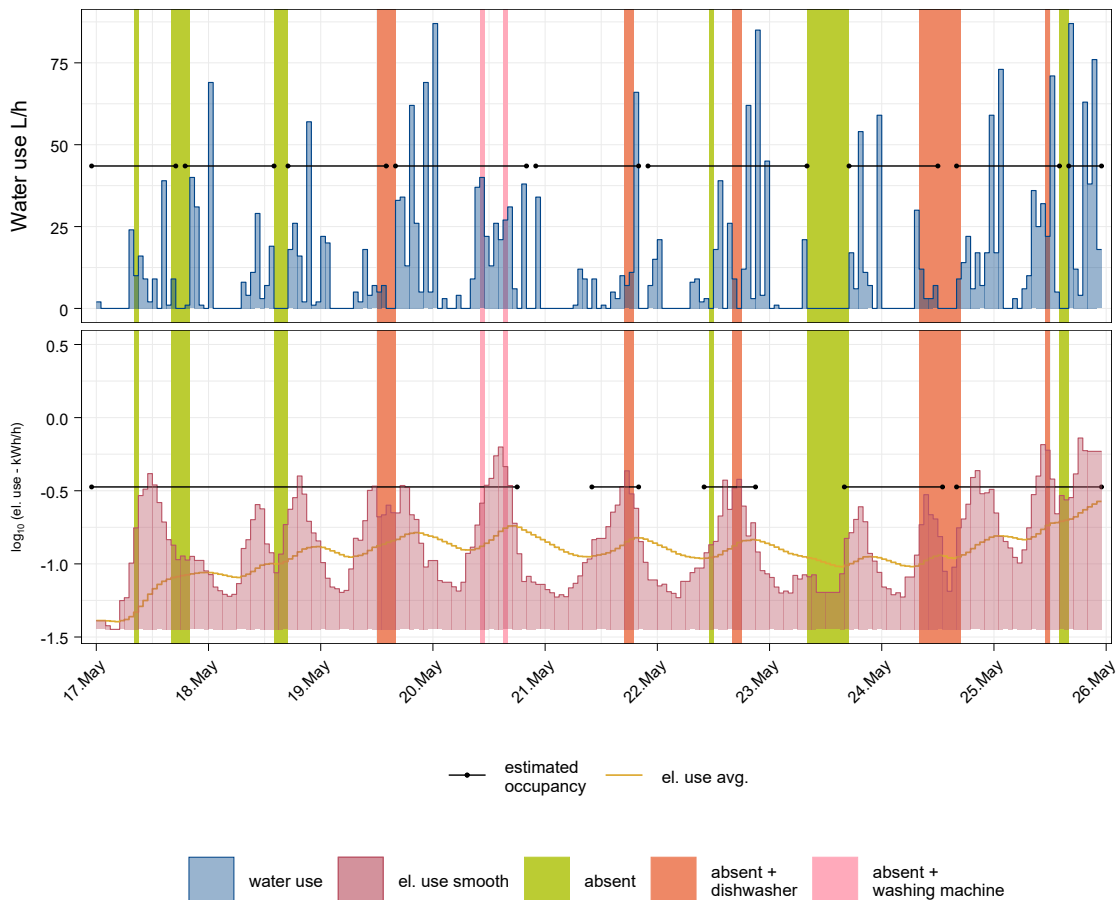 Water use L/h
75
50
25
0
log10 (el. use - kWh/h)
0.5
0.0
-0.5
-1.0
-1.5
17.May
18.May
19.May
20.May
21.May
22.May
23.May
24.May
25.May
26.May
estimated
occupancy
el. use avg.
water use
el. use smooth
absent
absent +
dishwasher
absent +
washing machine